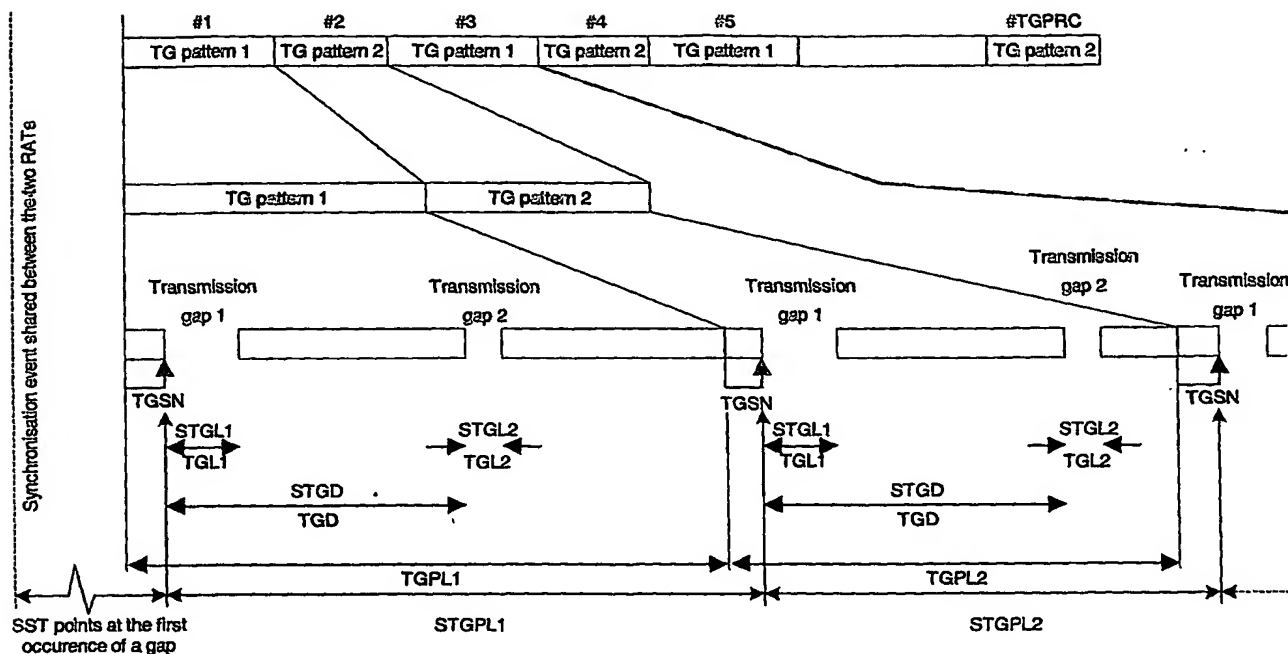 #1 #2 #3 #4 #5 #TGPRC
TG pattern 1 TG pattern 2 TG pattern 1 TG pattern 2 TG pattern 1 TG pattern 2
Synchronisation event shared between the two RATs
TG pattern 1 TG pattern 2
Transmission gap 1
Transmission gap 2
Transmission gap 1
Transmission gap 2
Transmission gap 1
TGSN TGSN TGSN
STGL1 STGL2 STGL1 STGL2
TGL1 TGL2 TGL1 TGL2
STGD STGD
TGD TGD
TGPL1 TGPL2
SST points at the first
occurence of a gap
STGPL1 STGPL2